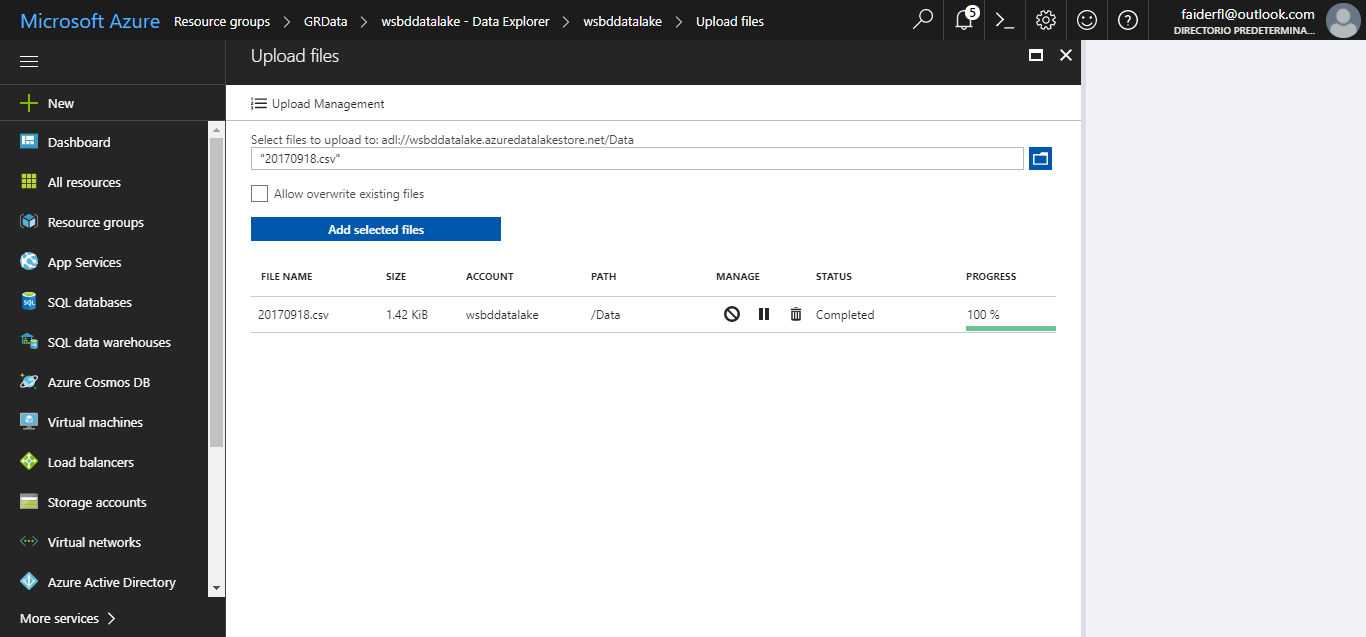 Microsoft Azure Resource groups > GRData > wsbddatalake - Data Explorer > wsbddatalake > Upload files
5
faiderfl@outlook.com
DIRECTORIO PREDETERMINA...
Upload files
New
Dashboard
All resources
Resource groups
App Services
SQL
SQL databases
SQL data warehouses
Azure Cosmos DB
Virtual machines
Load balancers
Storage accounts
Virtual networks
Azure Active Directory
More services >
Upload Management
Select files to upload to: adl://wsbddatalake.azuredatalakestore.net/Data
"20170918.csv"
Allow overwrite existing files
Add selected files
FILE NAME SIZE ACCOUNT PATH MANAGE STATUS PROGRESS
20170918.csv 1.42 KiB wsbddatalake /Data Completed 100 %